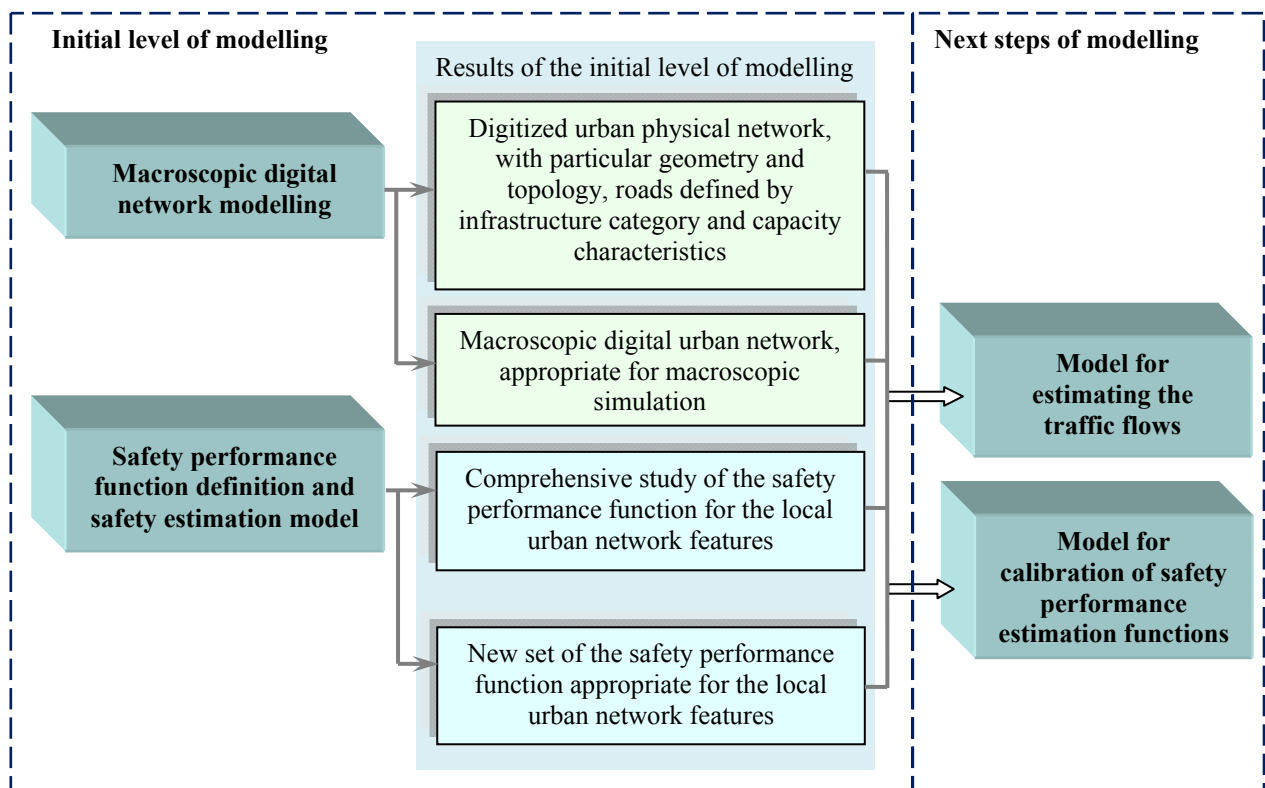 Initial level of modelling
Macroscopic digital
network modelling
Safety performance
function definition and
safety estimation model
Results of the initial level of modelling
Digitized urban physical network,
with particular geometry and
topology, roads defined by
infrastructure category and capacity
characteristics
Macroscopic digital urban network,
appropriate for macroscopic
simulation
Comprehensive study of the safety
performance function for the local
urban network features
New set of the safety performance
function appropriate for the local
urban network features
Next steps of modelling
Model for
estimating the
traffic flows
Model for
calibration of safety
performance
estimation functions